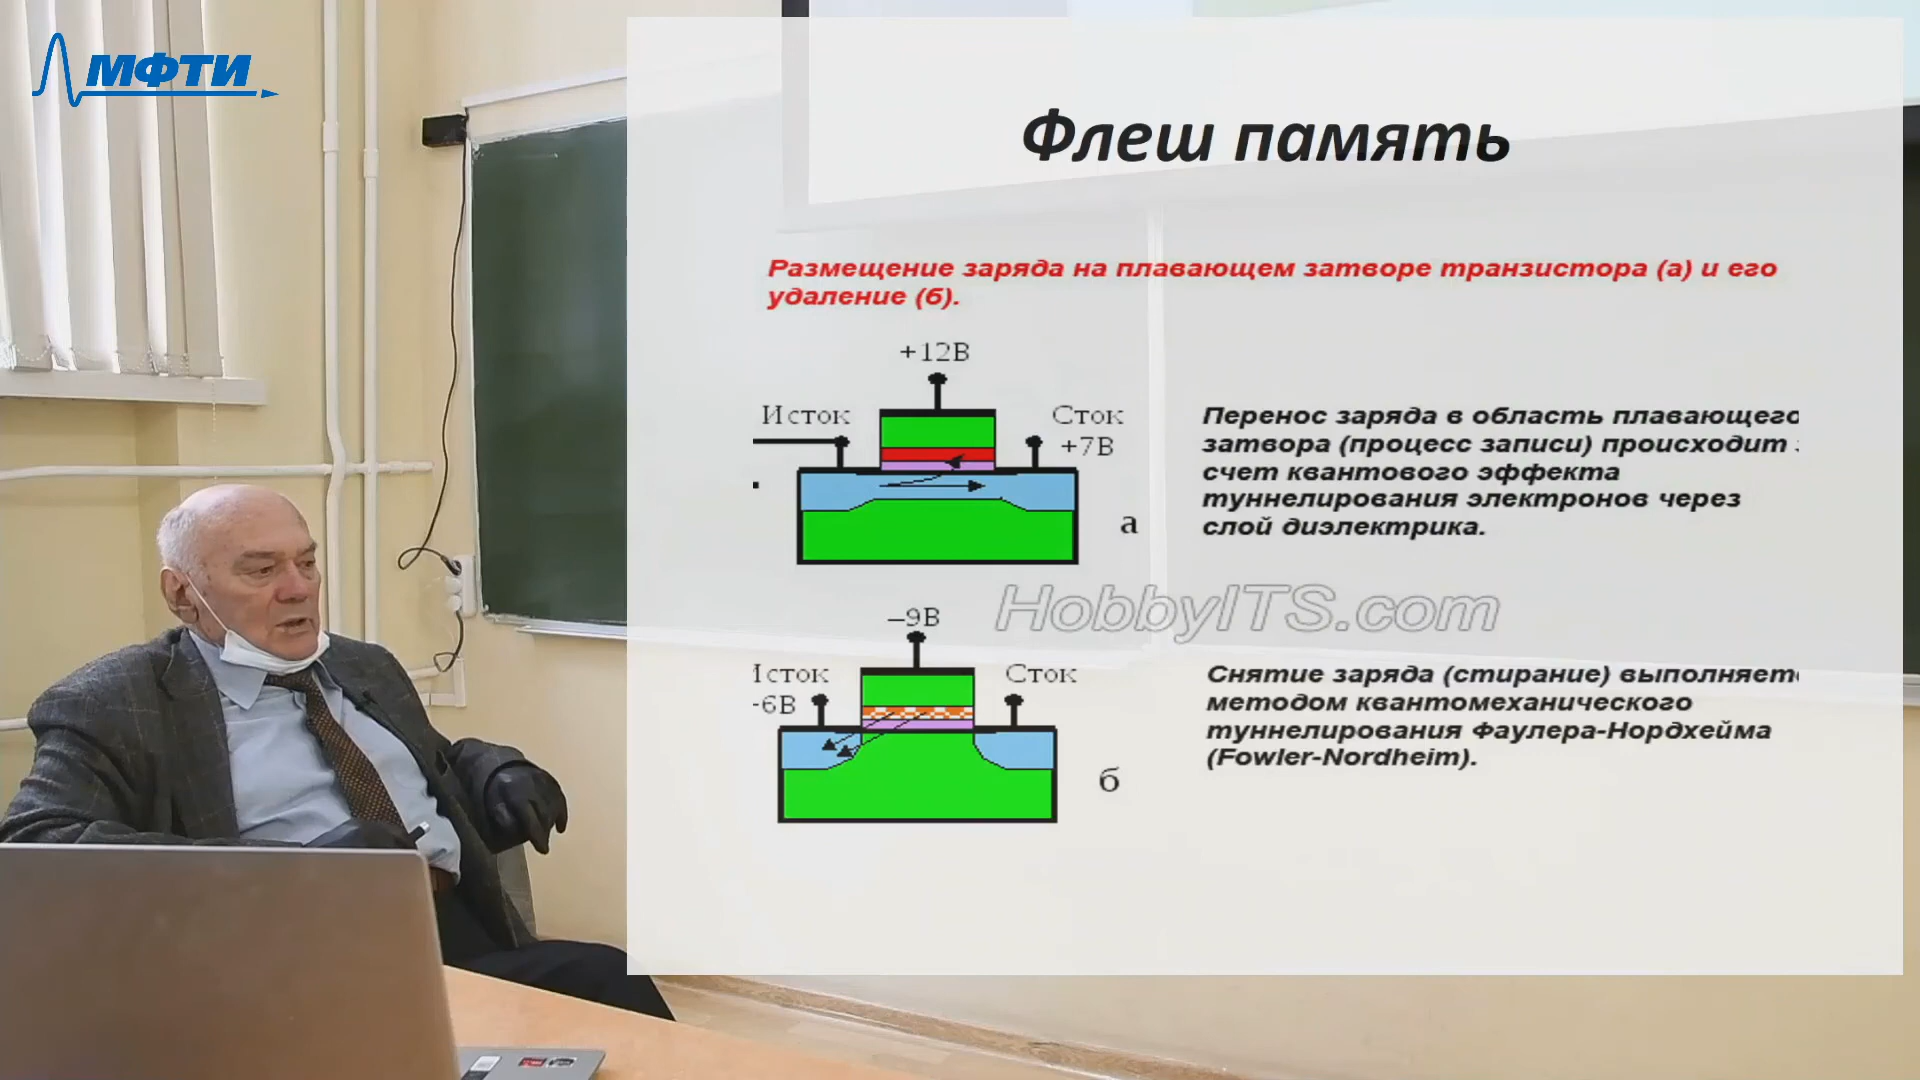 МФТИ
Флеш память
Размещение заряда на плавающем затворе транзистора (а) и его
удаление (б).
+12В
Исток
Сток
+7В
а
Перенос заряда в область плавающего
затвора (процесс записи) происходит
счет квантового эффекта
туннелирования электронов через
слой диэлектрика.
HobbyITS.com
–9В
Исток
-6В
Сток
б
Снятие заряда (стирание) выполняет
методом квантомеханического
туннелирования Фаулера-Нордхейма
(Fowler-Nordheim).